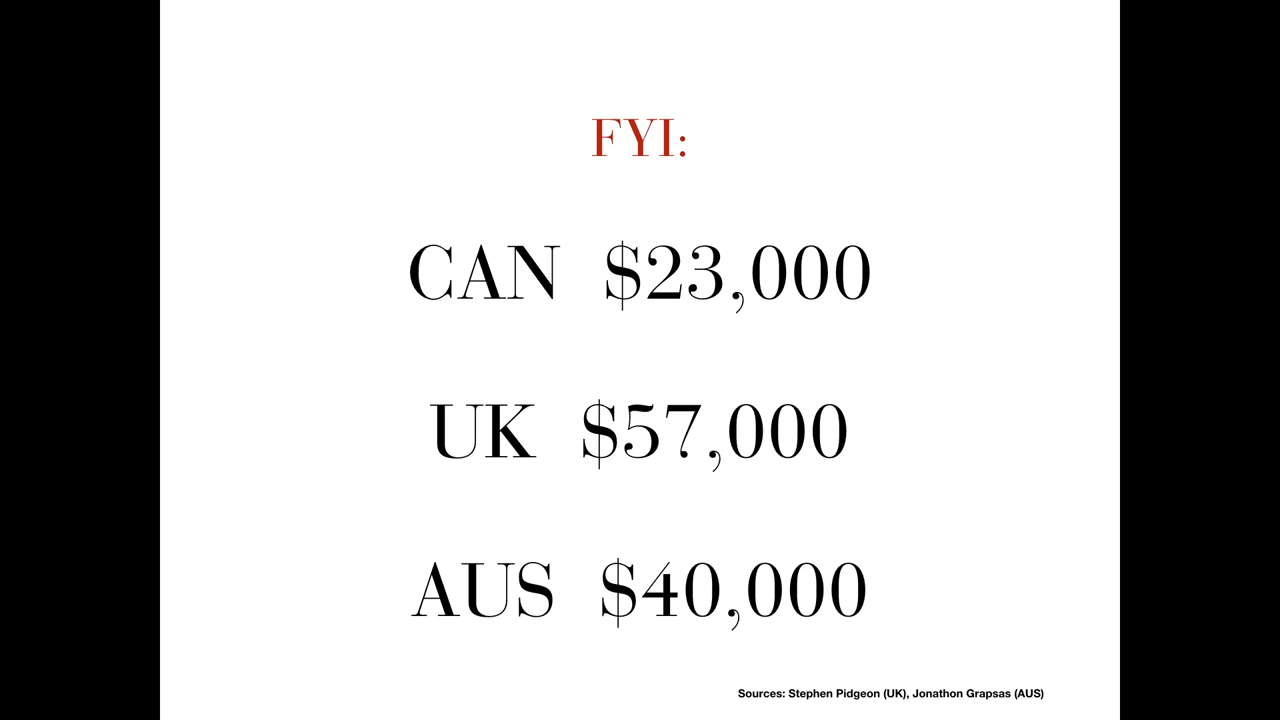 FYI:
CAN $23,000
UK $57,000
AUS $40,000
Sources: Stephen Pidgeon (UK), Jonathon Grapsas (AUS)